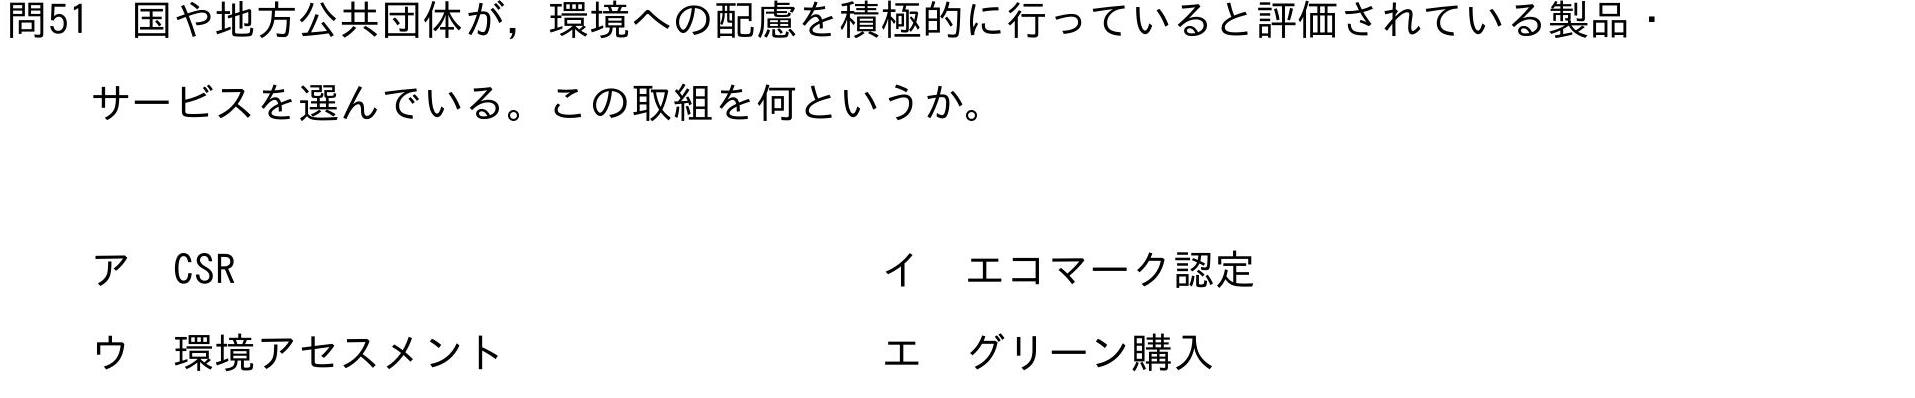 問51　国や地方公共団体が，環境への配慮を積極的に行っていると評価されている製品・
サービスを選んでいる。この取組を何というか。
ア　CSR　イ　エコマーク認定
ウ　環境アセスメント　エ　グリーン購入